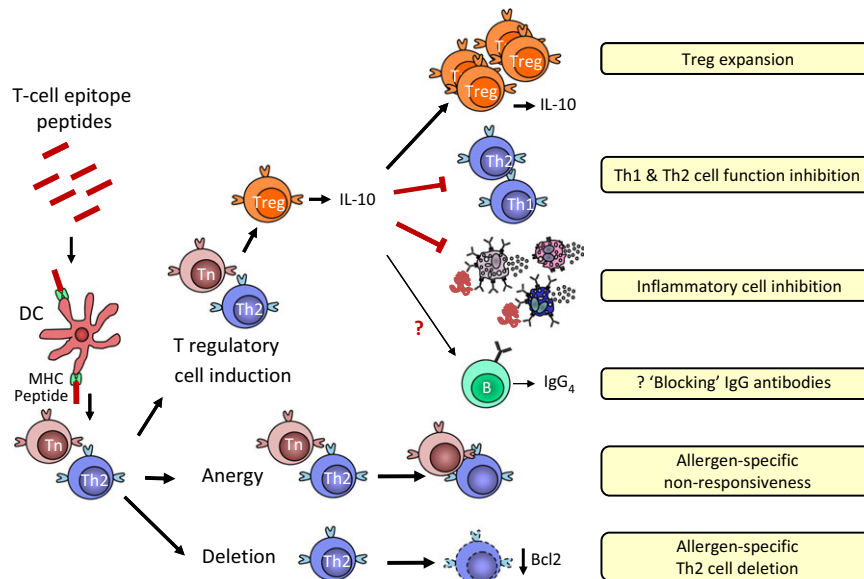 T-cell epitope
peptides
DC
MHC
Peptide
Tn
Th2
T regulatory
cell induction
Tn
Th2
Treg
IL-10
T
T
Treg
Treg
IL-10
Treg expansion
Th2
Th1
Th1 & Th2 cell function inhibition
Inflammatory cell inhibition
?
B
IgG4
? ‘Blocking’ IgG antibodies
Anergy
Tn
Th2
Allergen-specific
non-responsiveness
Deletion
Th2
Bcl2
Allergen-specific
Th2 cell deletion